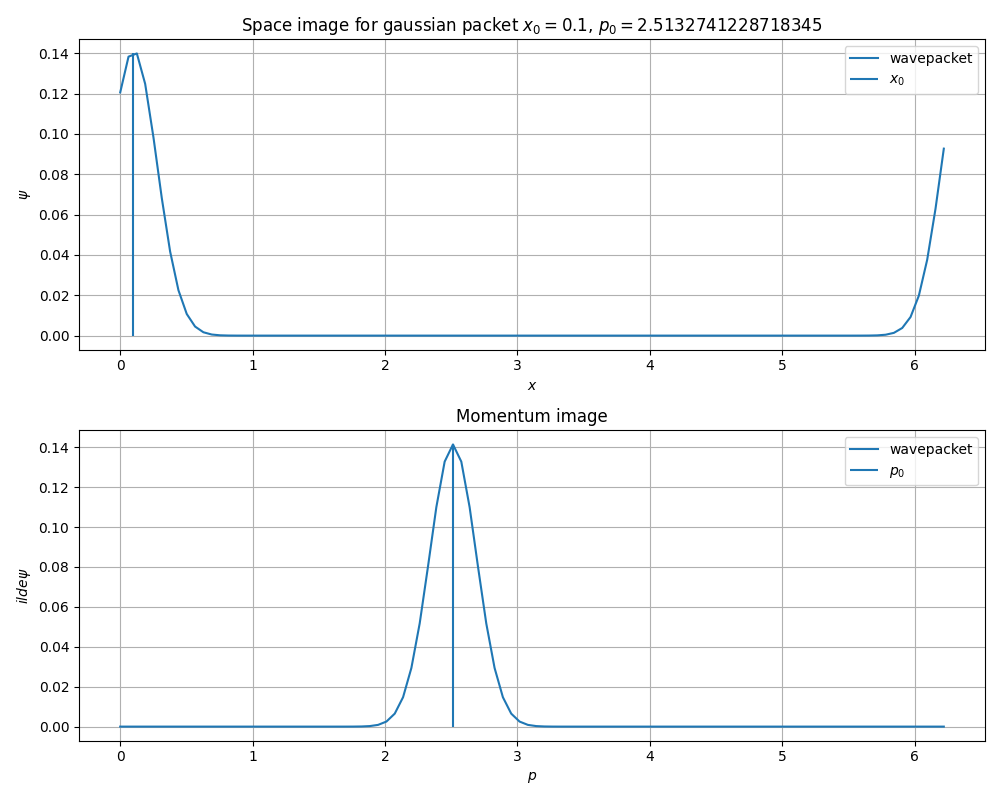 Space image for gaussian packet x₀ = 0.1, p₀ = 2.5132741228718345
0.14
0.12
0.10
0.08
0.06
0.04
0.02
0.00
ψ
wavepacket
x₀
0 1 2 3 4 5 6
x
Momentum image
0.14
0.12
0.10
0.08
0.06
0.04
0.02
0.00
ildeψ
wavepacket
p₀
0 1 2 3 4 5 6
p